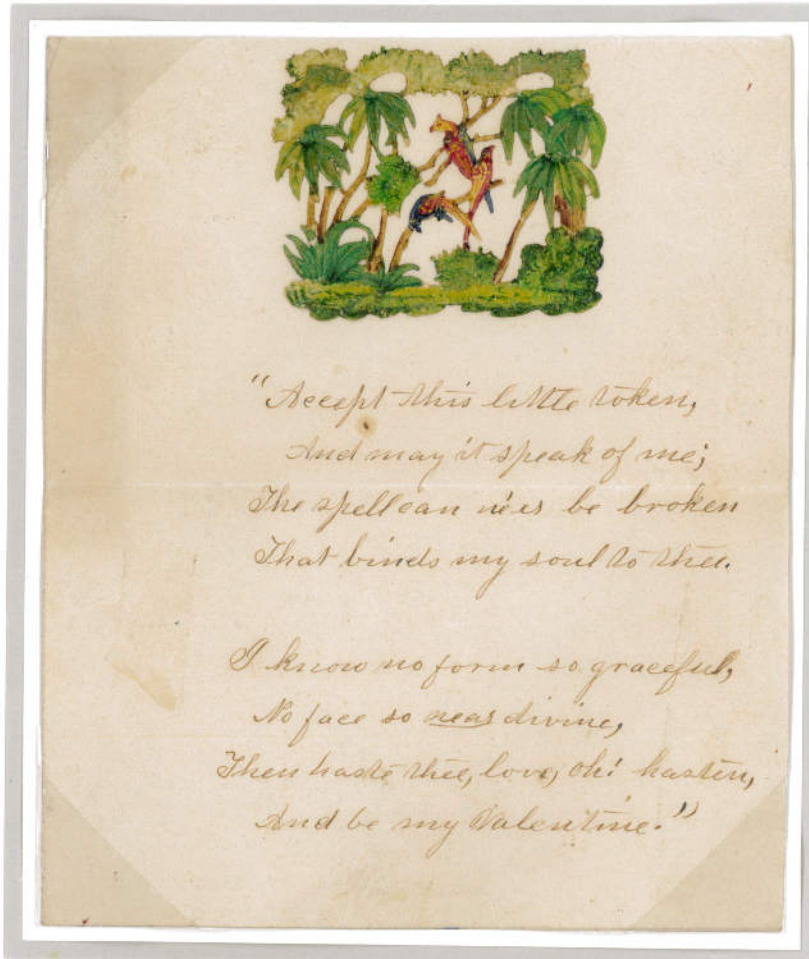 "Accept this little token,
And may it speak of me;
The spell can ne'er be broken
That binds my soul to thee.
I know no form so graceful,
No face so near divine,
Then haste thee, love, oh! hasten,
And be my Valentine."